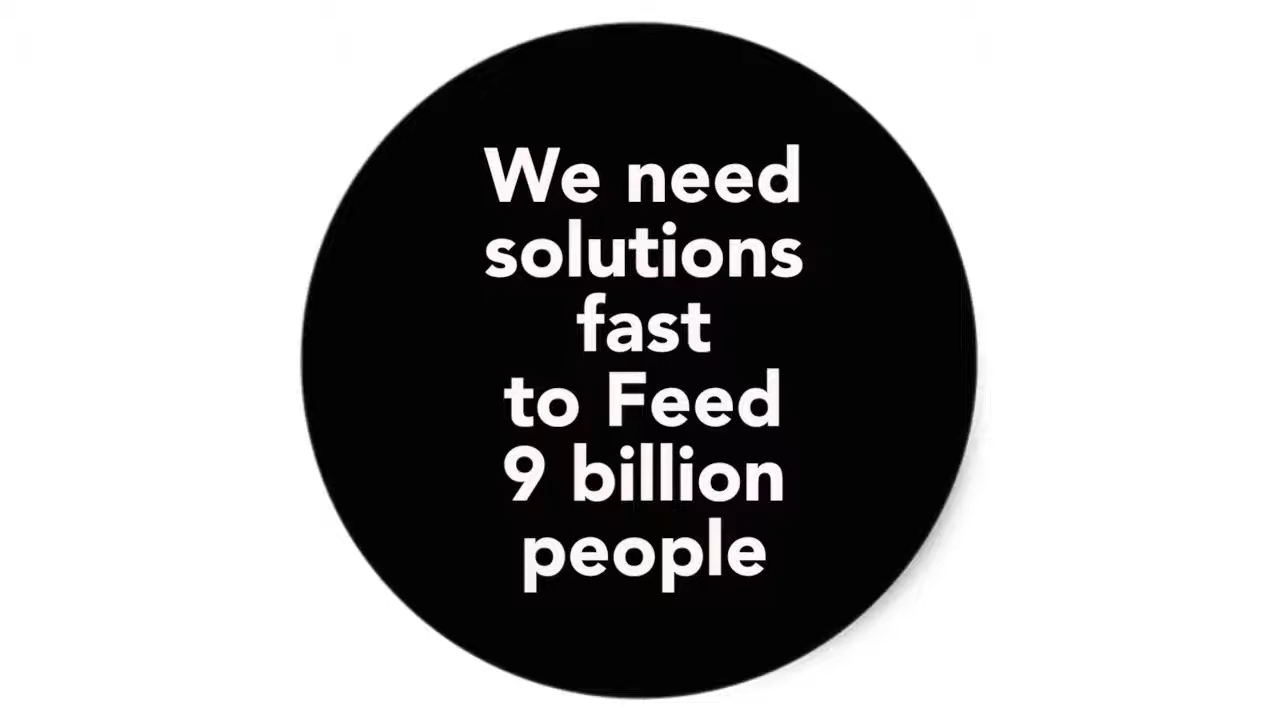 We need
solutions
fast
to Feed
9 billion
people